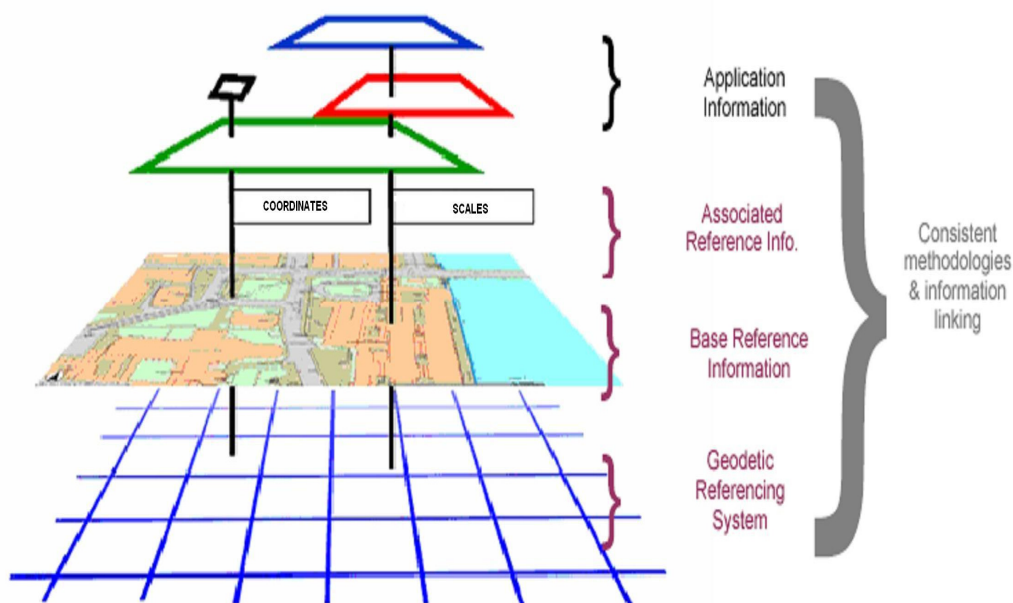 Application
Information
COORDINATES
SCALES
Associated
Reference Info.
Consistent
methodologies
& information
linking
Base Reference
Information
Geodetic
Referencing
System